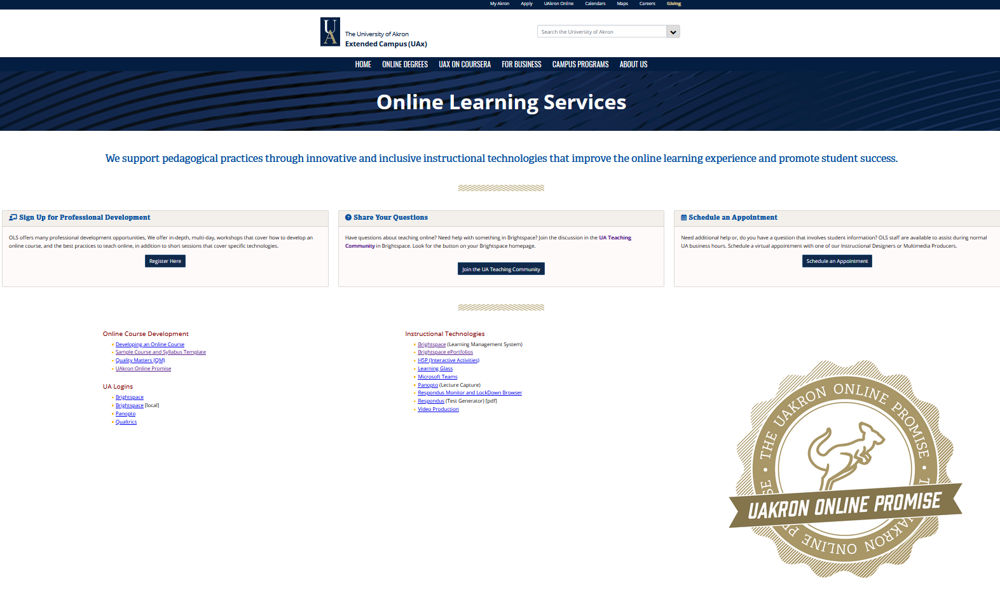 My Akron Apply UAkron Online Calendars Maps Careers Giving
UA
The University of Akron
Extended Campus (UAx)
Search the University of Akron
HOME ONLINE DEGREES UAX ON COURSERA FOR BUSINESS CAMPUS PROGRAMS ABOUT US
Online Learning Services
We support pedagogical practices through innovative and inclusive instructional technologies that improve the online learning experience and promote student success.
Sign Up for Professional Development
OLS offers many professional development opportunities, We offer in-depth, multi-day, workshops that cover how to develop an
online course, and the best practices to teach online, in addition to short sessions that cover specific technologies.
Register Here
Share Your Questions
Have questions about teaching online? Need help with something in Brightspace? Join the discussion in the UA Teaching
Community in Brightspace. Look for the button on your Brightspace homepage.
Join the UA Teaching Community
Schedule an Appointment
Need additional help or, do you have a question that involves student information? OLS staff are available to assist during normal
UA business hours. Schedule a virtual appointment with one of our Instructional Designers or Multimedia Producers.
Schedule an Appointment
Online Course Development
Developing an Online Course
Sample Course and Syllabus Template
Quality Matters (QM)
UAkron Online Promise
UA Logins
Brightspace
Brightspace [local]
Panopto
Qualtrics
Instructional Technologies
Brightspace (Learning Management System)
Brightspace ePortfolios
H5P (Interactive Activities)
Learning Glass
Microsoft Teams
Panopto (Lecture Capture)
Respondus Monitor and LockDown Browser
Respondus (Test Generator) [pdf]
Video Production
• THE UAKRON ONLINE PROMISE •
UAKRON ONLINE PROMISE
T UAKRON ONLINE PR SE